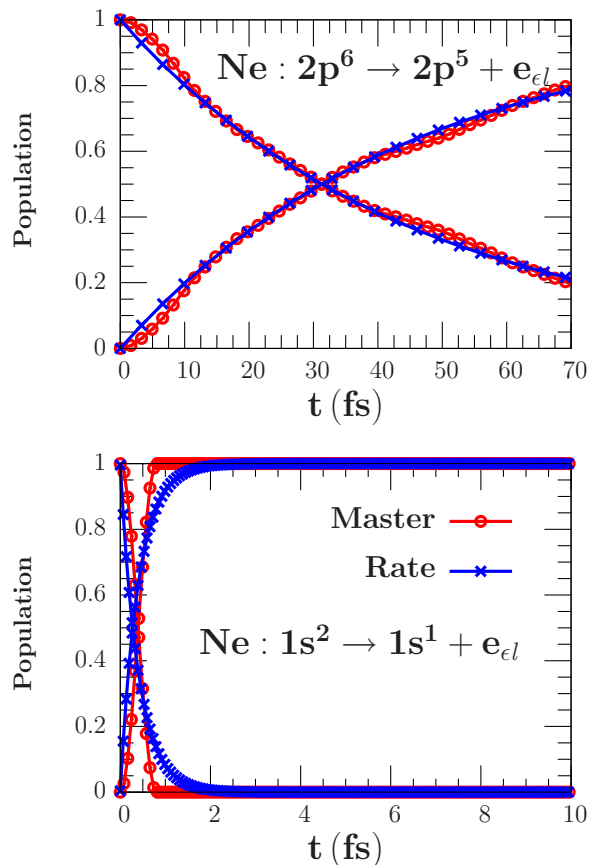 Ne : 2p⁶ → 2p⁵ + e_ϵl
Population
1
0.8
0.6
0.4
0.2
0
0 10 20 30 40 50 60 70
t (fs)
Master
Rate
Ne : 1s² → 1s¹ + e_ϵl
Population
1
0.8
0.6
0.4
0.2
0
0 2 4 6 8 10
t (fs)